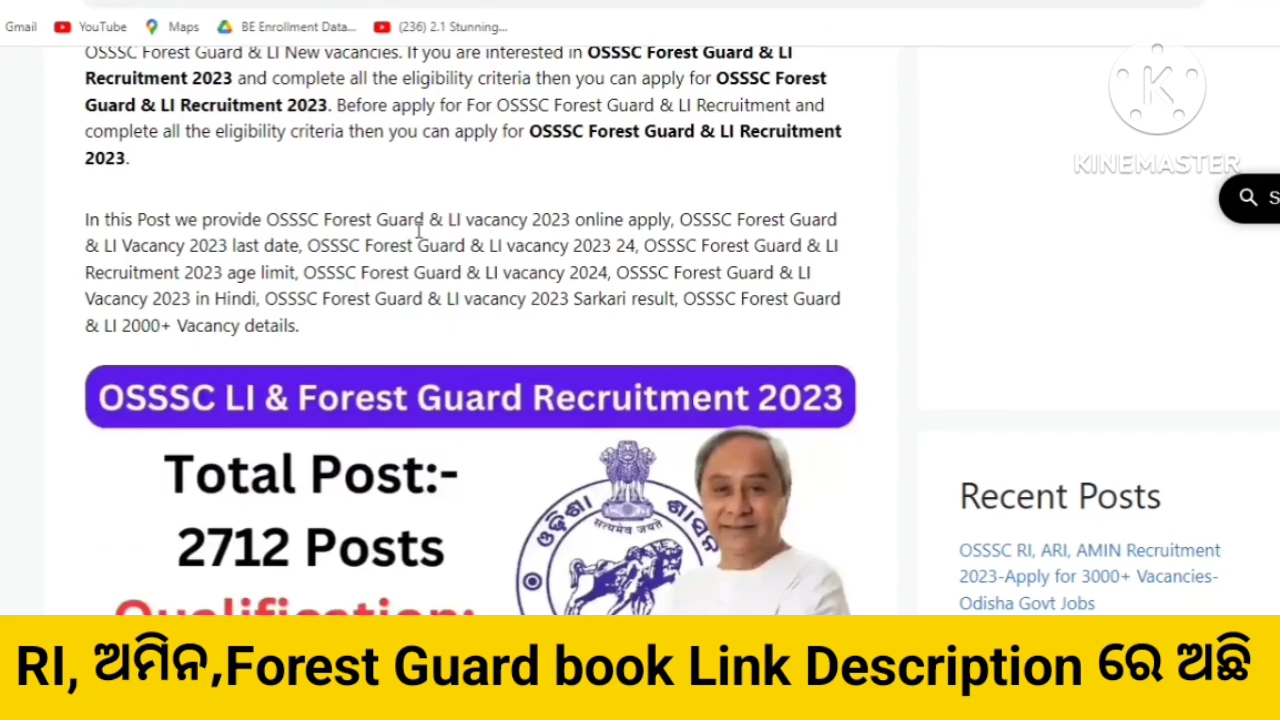 Gmail YouTube Maps BE Enrollment Data... (236) 2.1 Stunning...
OSSSC Forest Guard & LI New vacancies. If you are interested in OSSSC Forest Guard & LI
Recruitment 2023 and complete all the eligibility criteria then you can apply for OSSSC Forest
Guard & LI Recruitment 2023. Before apply for For OSSSC Forest Guard & LI Recruitment and
complete all the eligibility criteria then you can apply for OSSSC Forest Guard & LI Recruitment
2023.
K
KINEMASTER
S
In this Post we provide OSSSC Forest Guard & LI vacancy 2023 online apply, OSSSC Forest Guard
& LI Vacancy 2023 last date, OSSSC Forest Guard & LI vacancy 2023 24, OSSSC Forest Guard & LI
Recruitment 2023 age limit, OSSSC Forest Guard & LI vacancy 2024, OSSSC Forest Guard & LI
Vacancy 2023 in Hindi, OSSSC Forest Guard & LI vacancy 2023 Sarkari result, OSSSC Forest Guard
& LI 2000+ Vacancy details.
OSSSC LI & Forest Guard Recruitment 2023
Total Post:-
2712 Posts
Qualification:
ଓଡ଼ିଶା ଶାସନ
सत्यमेव जयते
Recent Posts
OSSSC RI, ARI, AMIN Recruitment
2023-Apply for 3000+ Vacancies-
Odisha Govt Jobs
RI, ଅମିନ,Forest Guard book Link Description ରେ ଅଛି